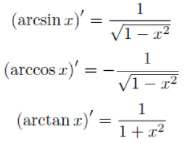 (arcsin x)′ = 1/√(1 − x²)
(arccos x)′ = − 1/√(1 − x²)
(arctan x)′ = 1/(1 + x²)